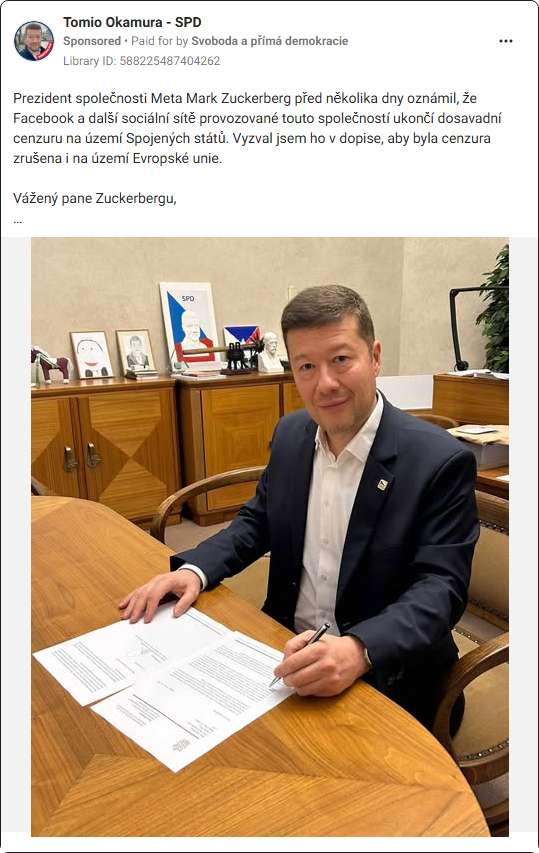 Tomio Okamura - SPD
Sponsored • Paid for by Svoboda a přímá demokracie
Library ID: 588225487404262
Prezident společnosti Meta Mark Zuckerberg před několika dny oznámil, že
Facebook a další sociální sítě provozované touto společností ukončí dosavadní
cenzuru na území Spojených států. Vyzval jsem ho v dopise, aby byla cenzura
zrušena i na území Evropské unie.
Vážený pane Zuckerbergu,
...
SPD